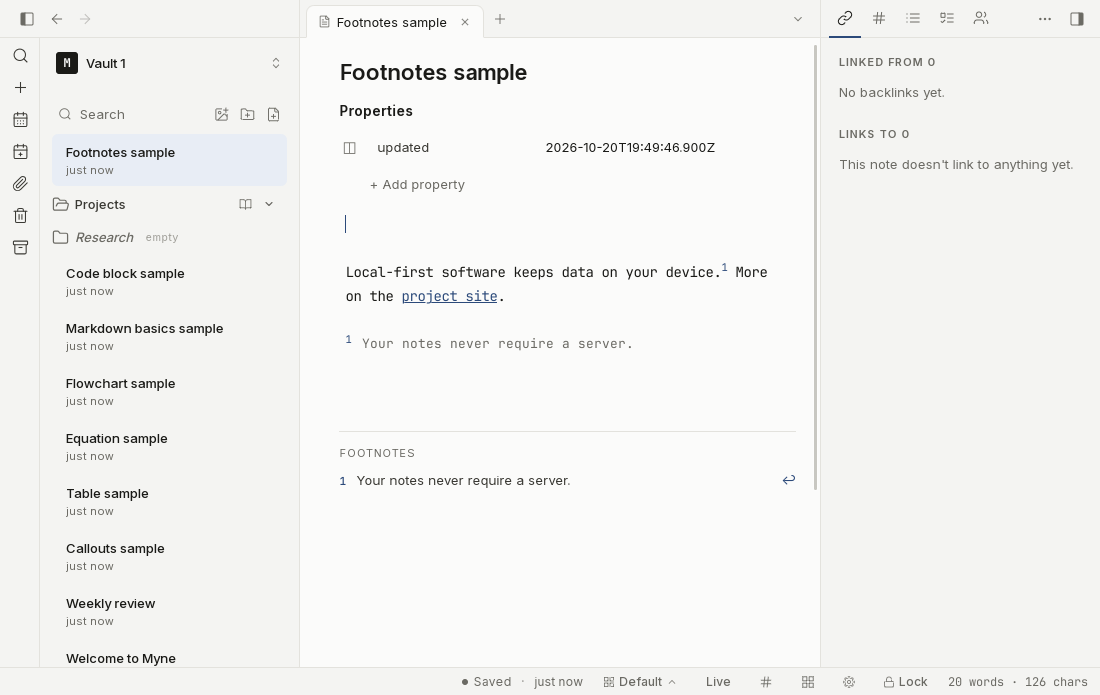 Footnotes sample
M Vault 1
Search
Footnotes sample
just now
Projects
Research empty
Code block sample
just now
Markdown basics sample
just now
Flowchart sample
just now
Equation sample
just now
Table sample
just now
Callouts sample
just now
Weekly review
just now
Welcome to Myne
Footnotes sample
Properties
updated 2026-10-20T19:49:46.900Z
+ Add property
Local-first software keeps data on your device.1 More
on the project site.
1 Your notes never require a server.
FOOTNOTES
1 Your notes never require a server.
LINKED FROM 0
No backlinks yet.
LINKS TO 0
This note doesn't link to anything yet.
Saved · just now Default Live Lock 20 words · 126 chars